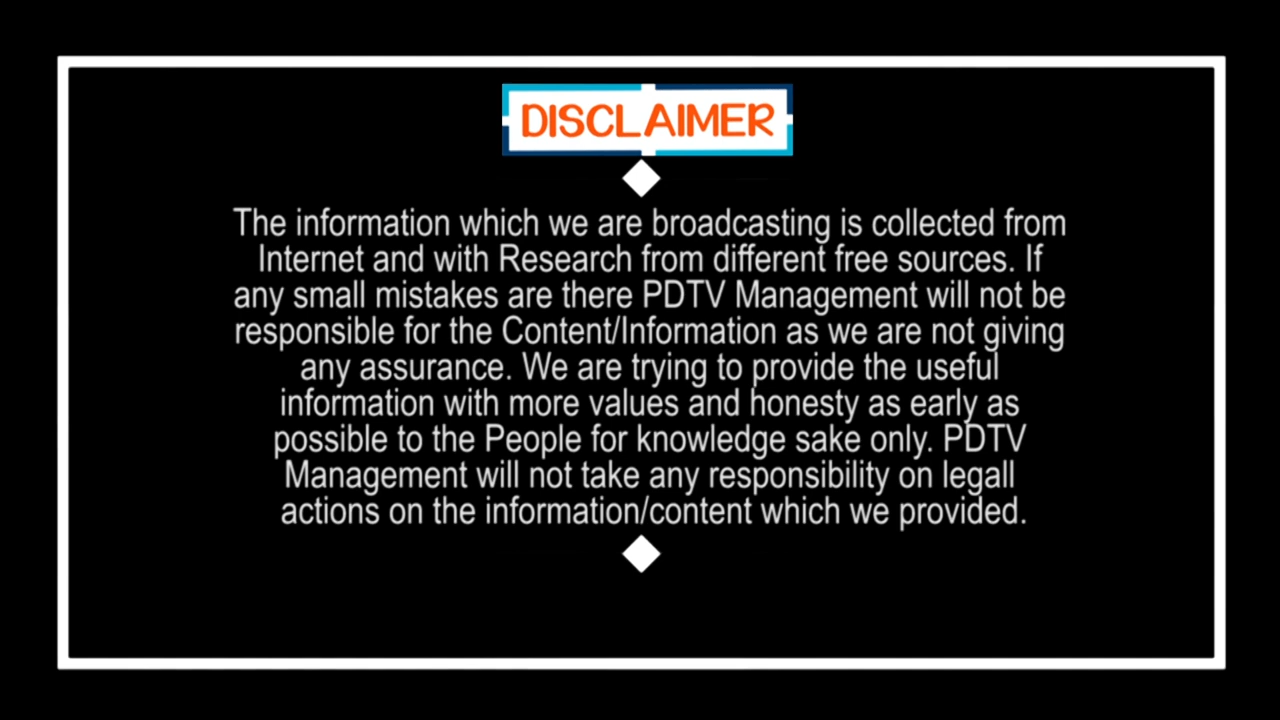 DISCLAIMER
The information which we are broadcasting is collected from
Internet and with Research from different free sources. If
any small mistakes are there PDTV Management will not be
responsible for the Content/Information as we are not giving
any assurance. We are trying to provide the useful
information with more values and honesty as early as
possible to the People for knowledge sake only. PDTV
Management will not take any responsibility on legall
actions on the information/content which we provided.